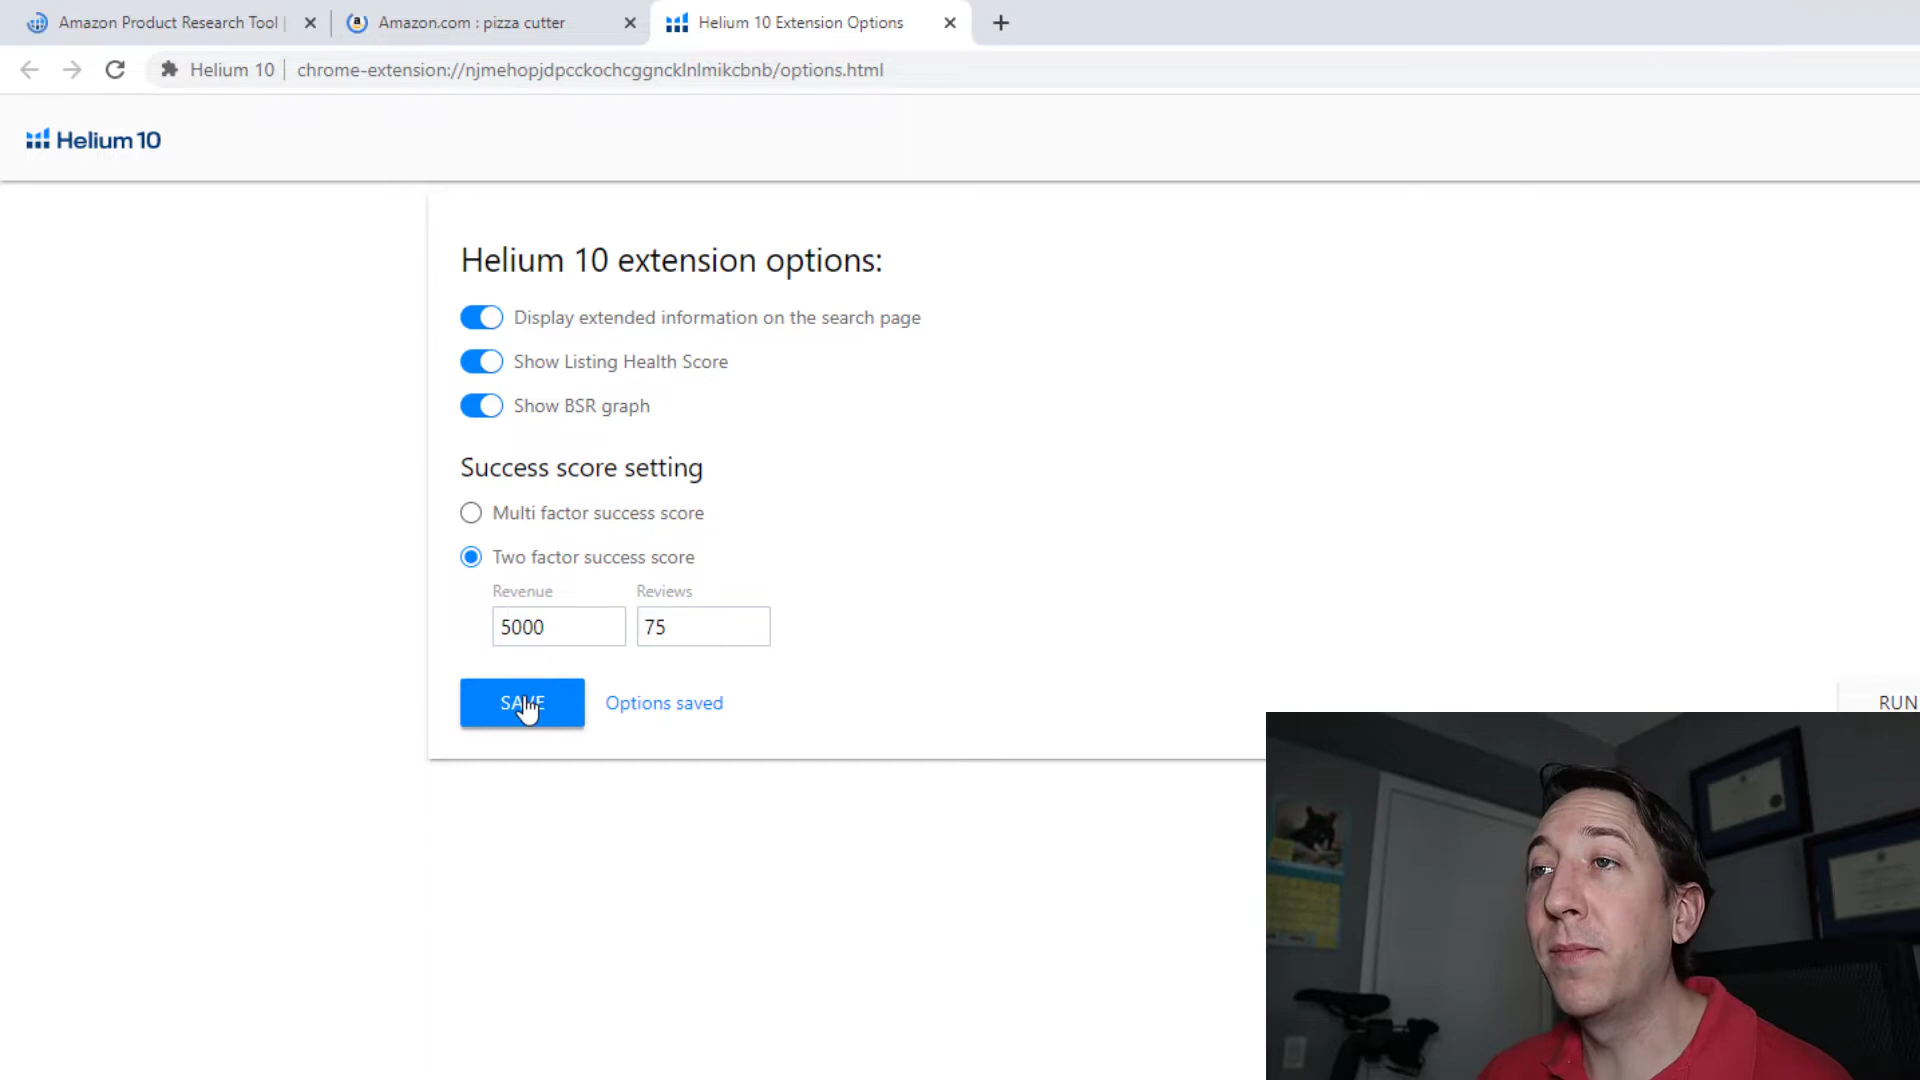 Amazon Product Research Tool |
Amazon.com : pizza cutter
Helium 10 Extension Options
Helium 10 | chrome-extension://njmehopjdpcckochcggncklnlmikcbnb/options.html
Helium 10
Helium 10 extension options:
Display extended information on the search page
Show Listing Health Score
Show BSR graph
Success score setting
Multi factor success score
Two factor success score
Revenue Reviews
5000 75
SAVE Options saved
RUN